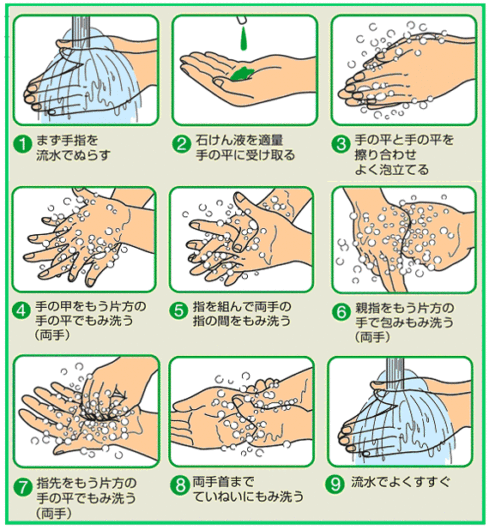 1 まず手指を
流水でぬらす
2 石けん液を適量
手の平に受け取る
3 手の平と手の平を
擦り合わせ
よく泡立てる
4 手の甲をもう片方の
手の平でもみ洗う
(両手)
5 指を組んで両手の
指の間をもみ洗う
6 親指をもう片方の
手で包みもみ洗う
(両手)
7 指先をもう片方の
手の平でもみ洗う
(両手)
8 両手首まで
ていねいにもみ洗う
9 流水でよくすすぐ